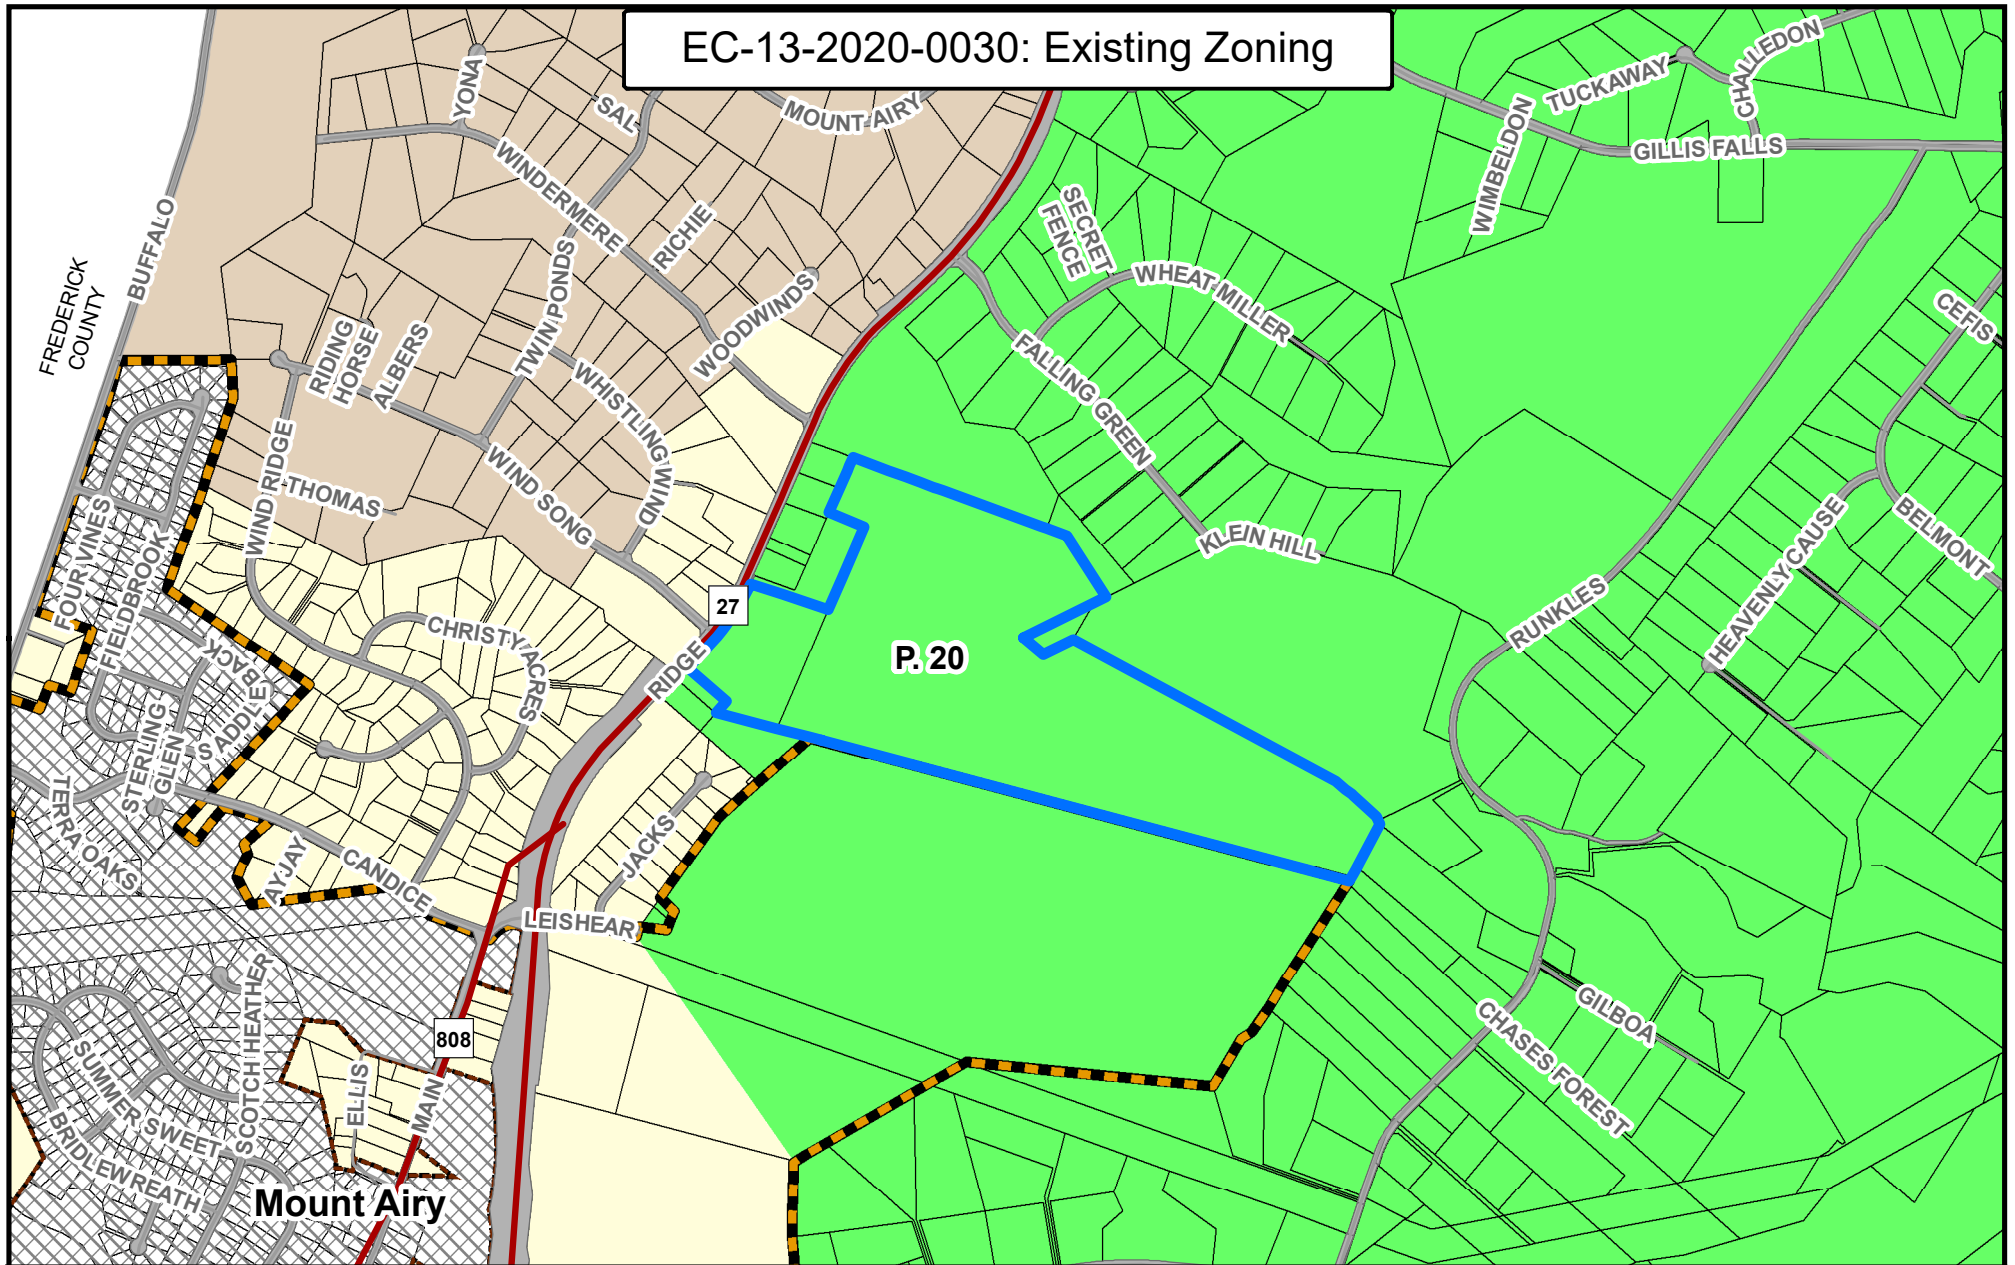 EC-13-2020-0030: Existing Zoning
YONA
SAL
MOUNT AIRY
TUCKAWAY
CHALLEDON
WIMBELDON
GILLIS FALLS
WINDERMERE
RICHIE
SECRET
FENCE
WHEAT MILLER
BUFFALO
FREDERICK
COUNTY
TWIN PONDS
WOODWINDS
CEFIS
RIDING
HORSE
ALBERS
FALLING GREEN
WHISTLING WIND
WIND RIDGE
THOMAS
WIND SONG
KLEIN HILL
HEAVENLY CAUSE
BELMONT
FOUR VINES
FIELDBROOK
RUNKLES
27
CHRISTY ACRES
P. 20
RIDGE
SADDLEBACK
STERLING
GLEN
TERRA OAKS
JAYJAY
CANDICE
JACKS
LEISHEAR
SCOTCH HEATHER
808
GILBOA
CHASES FOREST
SUMMER SWEET
ELLIS
MAIN
BRIDLEWREATH
Mount Airy